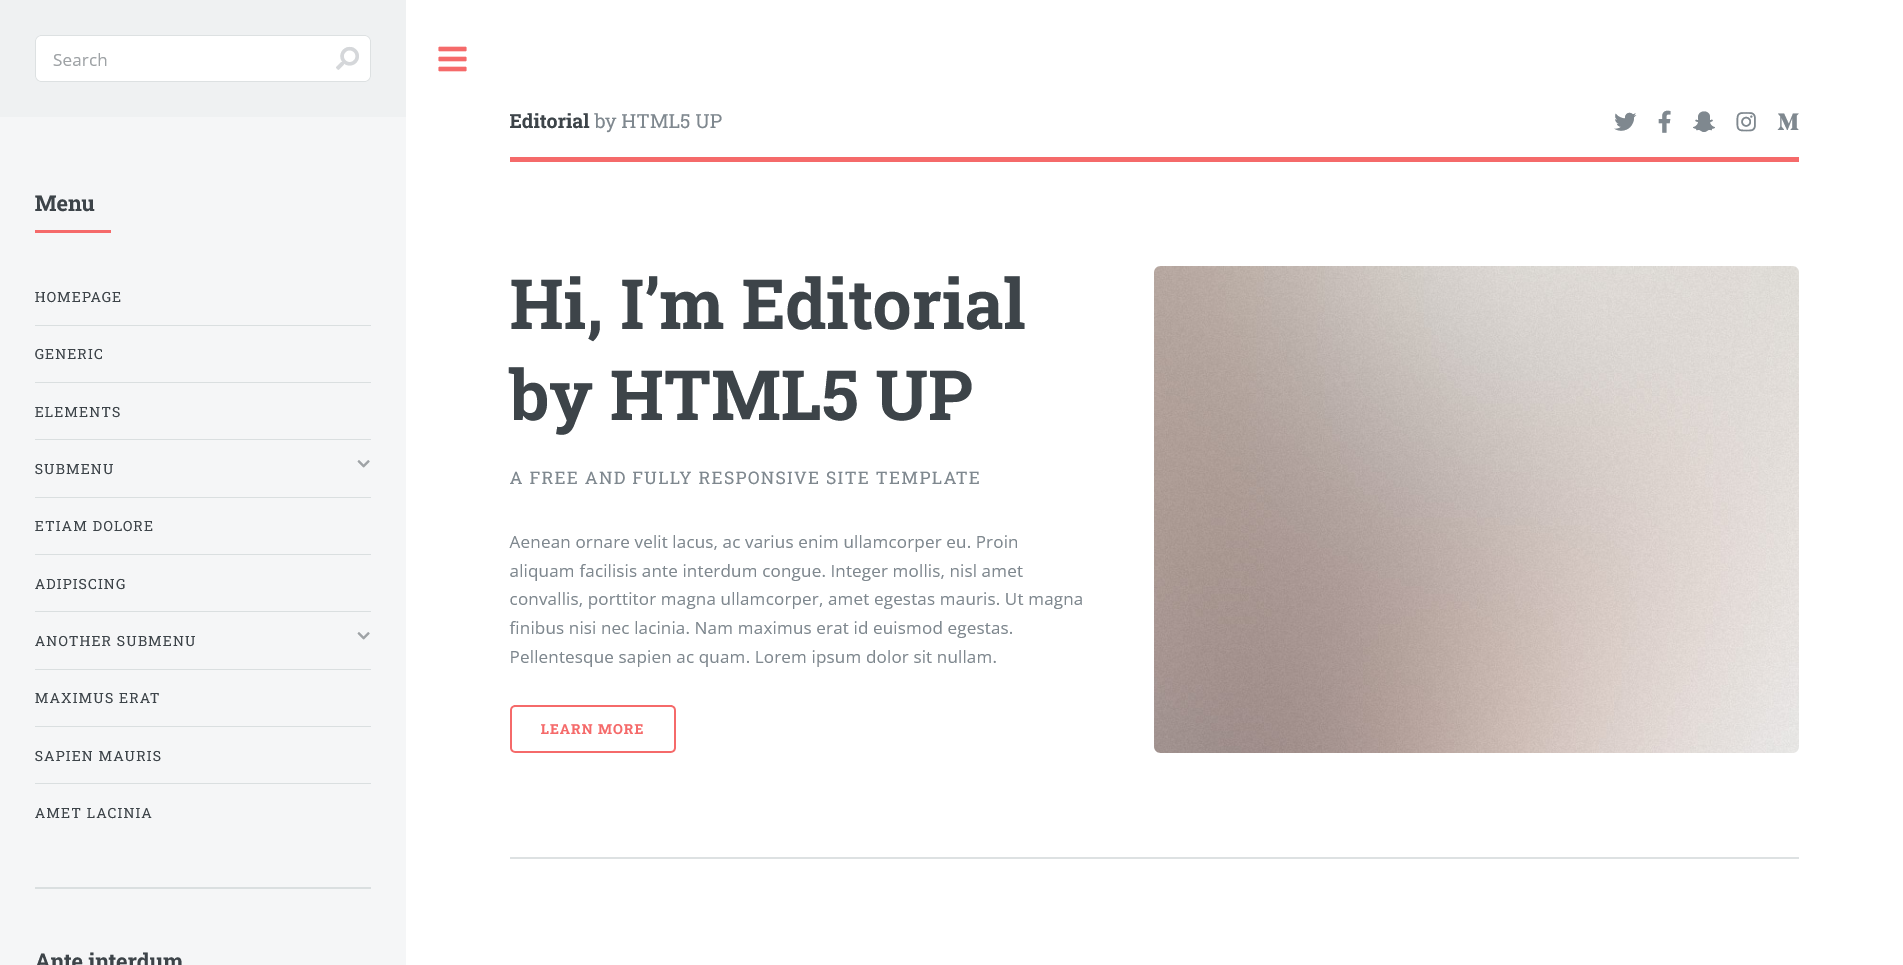 Search
Menu
HOMEPAGE
GENERIC
ELEMENTS
SUBMENU
ETIAM DOLORE
ADIPISCING
ANOTHER SUBMENU
MAXIMUS ERAT
SAPIEN MAURIS
AMET LACINIA
Ante interdum
Editorial by HTML5 UP
Hi, I’m Editorial
by HTML5 UP
A FREE AND FULLY RESPONSIVE SITE TEMPLATE
Aenean ornare velit lacus, ac varius enim ullamcorper eu. Proin
aliquam facilisis ante interdum congue. Integer mollis, nisl amet
convallis, porttitor magna ullamcorper, amet egestas mauris. Ut magna
finibus nisi nec lacinia. Nam maximus erat id euismod egestas.
Pellentesque sapien ac quam. Lorem ipsum dolor sit nullam.
LEARN MORE